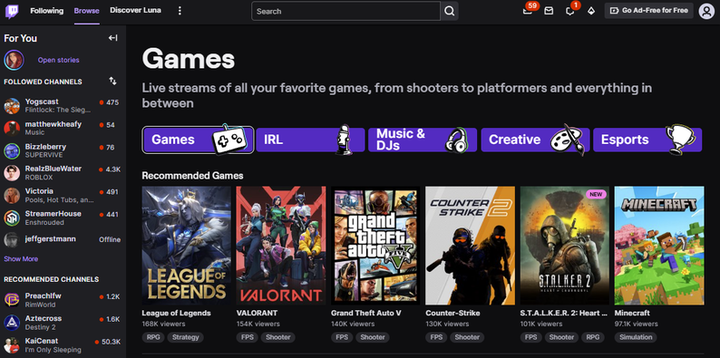 Following Browse Discover Luna Search 59 1 Go Ad-Free for Free
For You
Open stories
FOLLOWED CHANNELS
Yogscast 475
Flintlock: The Sieg...
matthewkheafy 54
Music
Bizzleberry 76
SUPERVIVE
RealzBlueWater 4.3K
ROBLOX
Victoria 491
Pools, Hot Tubs, an...
StreamerHouse 441
Enshrouded
jeffgerstmann Offline
Show More
RECOMMENDED CHANNELS
Preachlfw 1.2K
RimWorld
Aztecross 1.6K
Destiny 2
KaiCenat 50.3K
I'm Only Sleeping
Games
Live streams of all your favorite games, from shooters to platformers and everything in
between
Games IRL Music & DJs Creative Esports
Recommended Games
LEAGUE OF LEGENDS
VALORANT
grand theft auto V
COUNTER STRIKE 2
NEW
S.T.A.L.K.E.R. 2
MINECRAFT
League of Legends VALORANT Grand Theft Auto V Counter-Strike S.T.A.L.K.E.R. 2: Heart ... Minecraft
168K viewers 154K viewers 140K viewers 130K viewers 101K viewers 97.1K viewers
RPG Strategy FPS Shooter FPS Shooter FPS Shooter FPS Shooter RPG Simulation